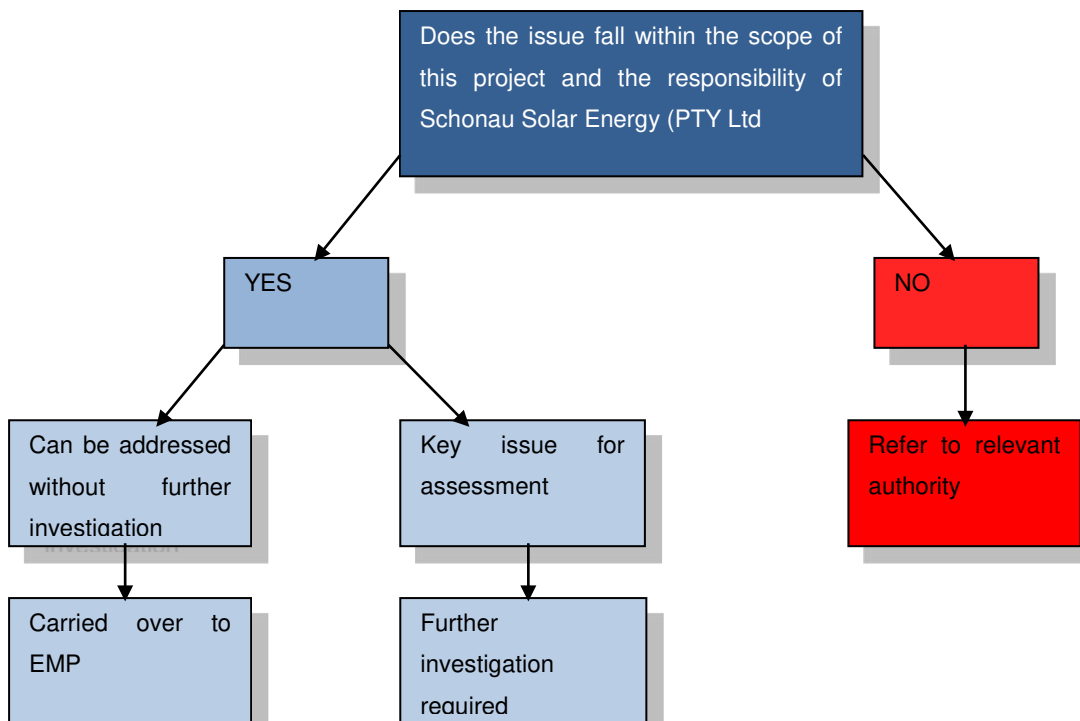 Does the issue fall within the scope of
this project and the responsibility of
Schonau Solar Energy (PTY Ltd
YES
NO
Can be addressed
without further
investigation
Key issue for
assessment
Refer to relevant
authority
Carried over to
EMP
Further
investigation
required